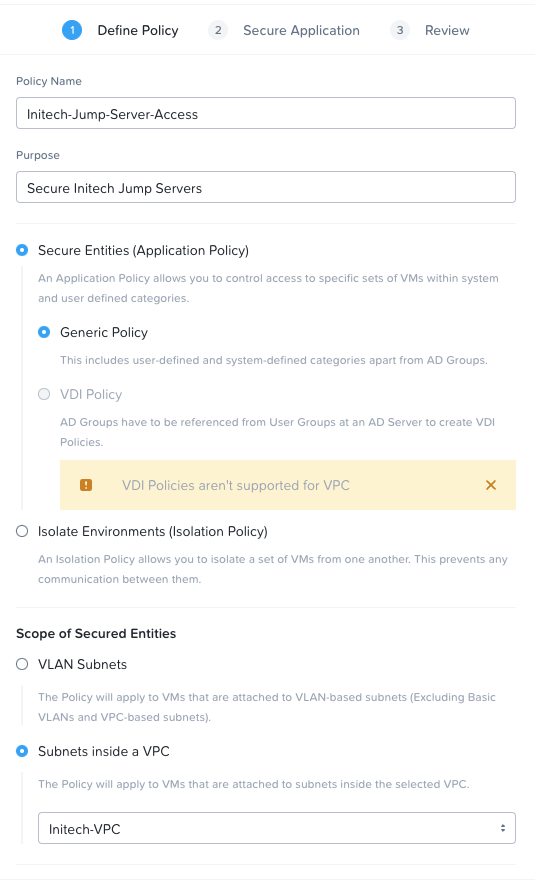 1 Define Policy 2 Secure Application 3 Review
Policy Name
Initech-Jump-Server-Access
Purpose
Secure Initech Jump Servers
Secure Entities (Application Policy)
An Application Policy allows you to control access to specific sets of VMs within system
and user defined categories.
Generic Policy
This includes user-defined and system-defined categories apart from AD Groups.
VDI Policy
AD Groups have to be referenced from User Groups at an AD Server to create VDI
Policies.
VDI Policies aren't supported for VPC
Isolate Environments (Isolation Policy)
An Isolation Policy allows you to isolate a set of VMs from one another. This prevents any
communication between them.
Scope of Secured Entities
VLAN Subnets
The Policy will apply to VMs that are attached to VLAN-based subnets (Excluding Basic
VLANs and VPC-based subnets).
Subnets inside a VPC
The Policy will apply to VMs that are attached to subnets inside the selected VPC.
Initech-VPC